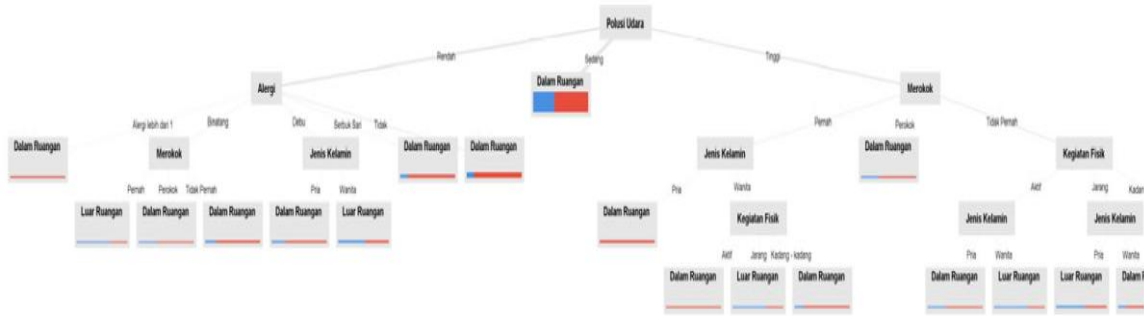 Polusi Udara
Rendah
Sedang
Tinggi
Alergi
Dalam Ruangan
Merokok
Alergi lebih dari 1
Binatang
Debu
Serbuk Sari
Tidak
Pernah
Perokok
Tidak Pernah
Dalam Ruangan
Merokok
Jenis Kelamin
Dalam Ruangan
Dalam Ruangan
Jenis Kelamin
Dalam Ruangan
Kegiatan Fisik
Pernah
Perokok
Tidak Pernah
Pria
Wanita
Pria
Wanita
Aktif
Jarang
Kadang
Luar Ruangan
Dalam Ruangan
Dalam Ruangan
Dalam Ruangan
Luar Ruangan
Dalam Ruangan
Kegiatan Fisik
Jenis Kelamin
Jenis Kelamin
Aktif
Jarang
Kadang - kadang
Pria
Wanita
Pria
Wanita
Dalam Ruangan
Luar Ruangan
Dalam Ruangan
Dalam Ruangan
Luar Ruangan
Luar Ruangan
Dalam R